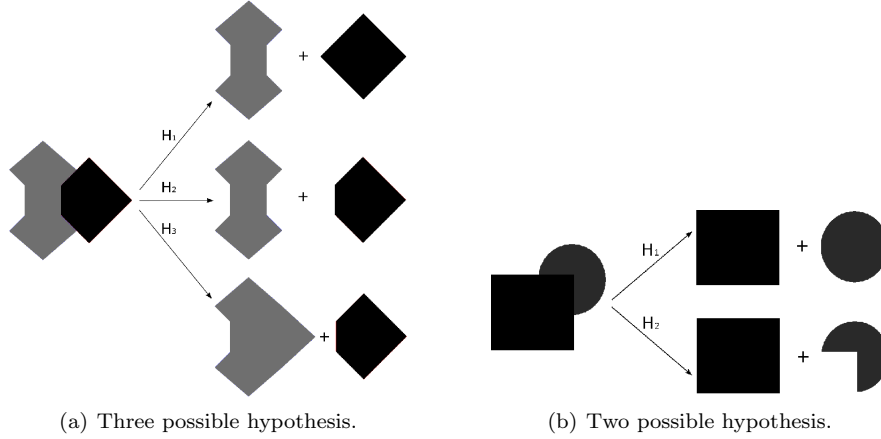 +
H₁
H₂
+
H₃
+
H₁
+
H₂
+
(a) Three possible hypothesis.
(b) Two possible hypothesis.